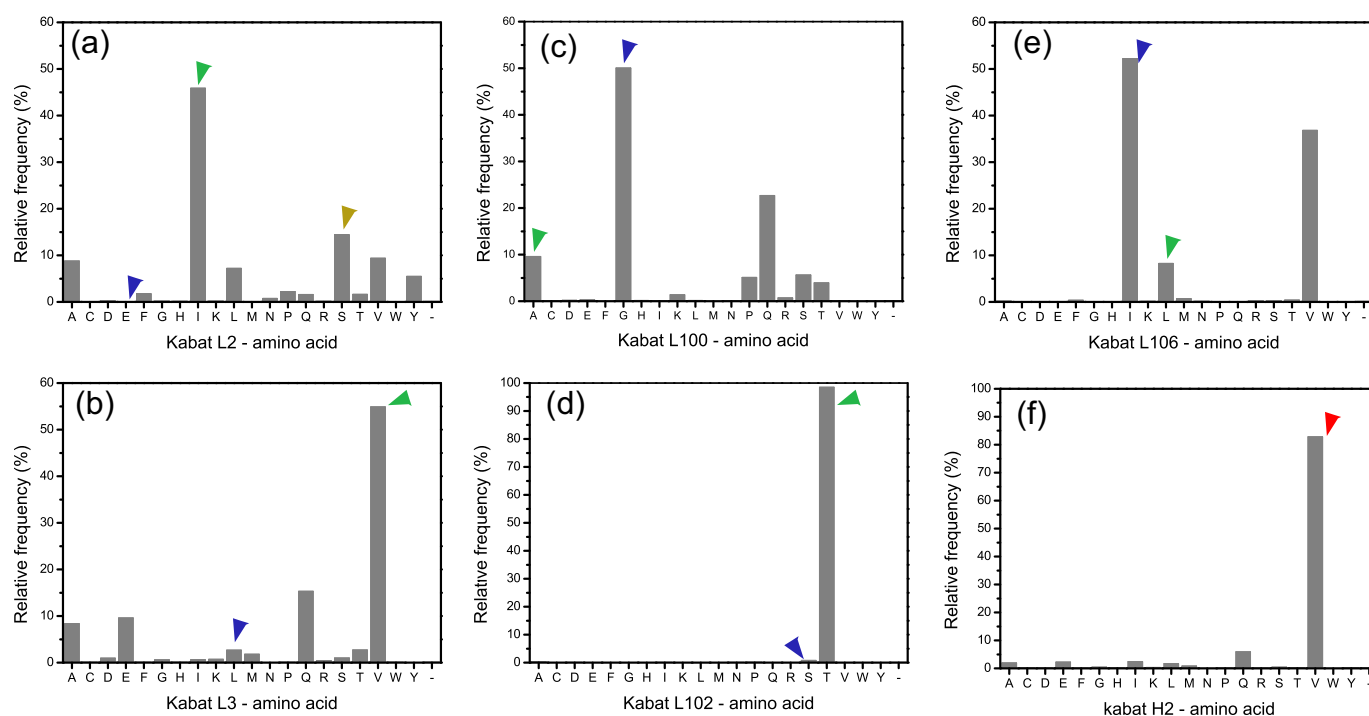 (a)
Relative frequency (%)
60
50
40
30
20
10
0
A C D E F G H I K L M N P Q R S T V W Y -
Kabat L2 - amino acid
(c)
Relative frequency (%)
60
50
40
30
20
10
0
A C D E F G H I K L M N P Q R S T V W Y -
Kabat L100 - amino acid
(e)
Relative frequency (%)
60
50
40
30
20
10
0
A C D E F G H I K L M N P Q R S T V W Y -
Kabat L106 - amino acid
(b)
Relative frequency (%)
60
50
40
30
20
10
0
A C D E F G H I K L M N P Q R S T V W Y -
Kabat L3 - amino acid
(d)
Relative frequency (%)
100
90
80
70
60
50
40
30
20
10
0
A C D E F G H I K L M N P Q R S T V W Y -
Kabat L102 - amino acid
(f)
Relative frequency (%)
100
90
80
70
60
50
40
30
20
10
0
A C D E F G H I K L M N P Q R S T V W Y -
kabat H2 - amino acid